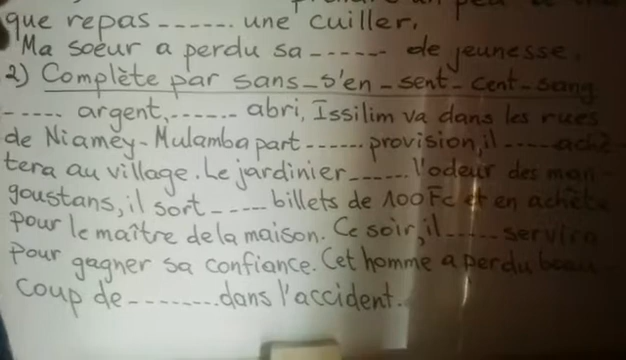 que repas ------- une cuiller.
Ma soeur a perdu sa ------- de jeunesse.
2) Complète par sans-s'en-sent-cent-sang
----- argent, ------- abri, Issilim va dans les rues
de Niamey-Mulamba part ------ provision, il -----achè
tera au village. Le jardinier ------ l'odeur des man-
goustans, il sort ----- billets de 100 Fc et en achète
pour le maître de la maison. Ce soir, il ----- servira
pour gagner sa confiance. Cet homme a perdu beau
coup de -------- dans l'accident.